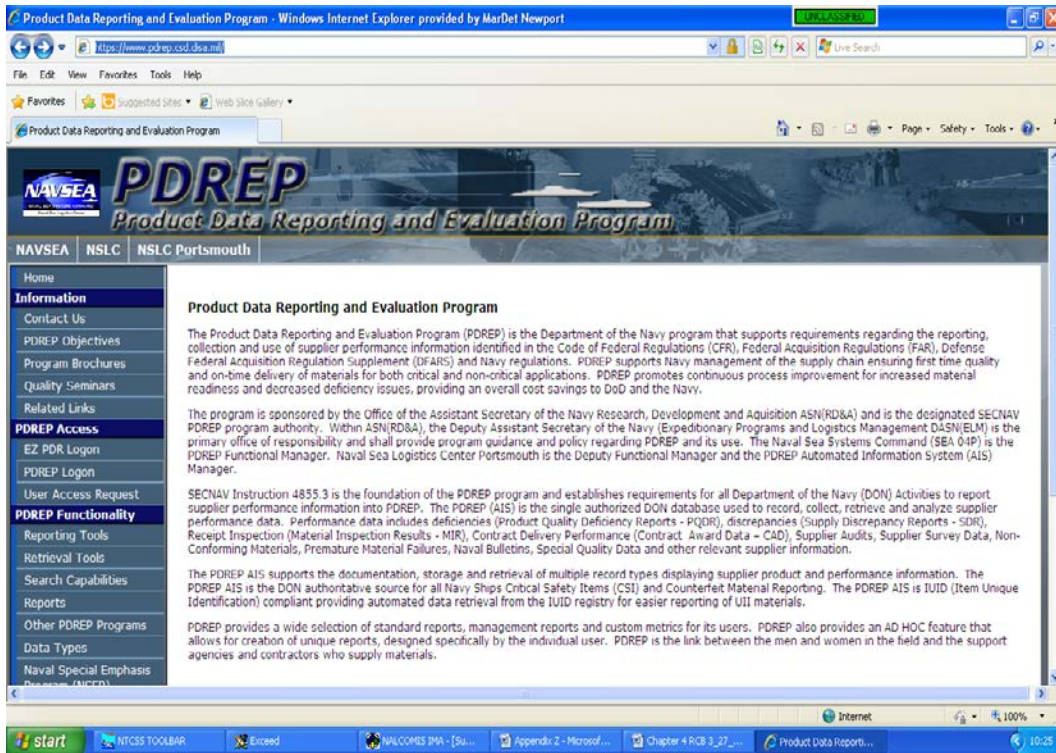 Product Data Reporting and Evaluation Program - Windows Internet Explorer provided by MarDet Newport
UNCLASSIFIED
https://www.pdrep.csd.disa.mil/
Live Search
File Edit View Favorites Tools Help
Favorites Suggested Sites Web Slice Gallery
Product Data Reporting and Evaluation Program
Page Safety Tools
NAVSEA
PDREP
Product Data Reporting and Evaluation Program
NAVSEA NSLC NSLC Portsmouth
Home
Information
Contact Us
PDREP Objectives
Program Brochures
Quality Seminars
Related Links
PDREP Access
EZ PDR Logon
PDREP Logon
User Access Request
PDREP Functionality
Reporting Tools
Retrieval Tools
Search Capabilities
Reports
Other PDREP Programs
Data Types
Naval Special Emphasis
Program (NSEP)
Product Data Reporting and Evaluation Program
The Product Data Reporting and Evaluation Program (PDREP) is the Department of the Navy program that supports requirements regarding the reporting,
collection and use of supplier performance information identified in the Code of Federal Regulations (CFR), Federal Acquisition Regulations (FAR), Defense
Federal Acquisition Regulation Supplement (DFARS) and Navy regulations. PDREP supports Navy management of the supply chain ensuring first time quality
and on-time delivery of materials for both critical and non-critical applications. PDREP promotes continuous process improvement for increased material
readiness and decreased deficiency issues, providing an overall cost savings to DoD and the Navy.
The program is sponsored by the Office of the Assistant Secretary of the Navy Research, Development and Aquisition ASN(RD&A) and is the designated SECNAV
PDREP program authority. Within ASN(RD&A), the Deputy Assistant Secretary of the Navy (Expeditionary Programs and Logistics Management DASN(ELM) is the
primary office of responsibility and shall provide program guidance and policy regarding PDREP and its use. The Naval Sea Systems Command (SEA 04P) is the
PDREP Functional Manager. Naval Sea Logistics Center Portsmouth is the Deputy Functional Manager and the PDREP Automated Information System (AIS)
Manager.
SECNAV Instruction 4855.3 is the foundation of the PDREP program and establishes requirements for all Department of the Navy (DON) Activities to report
supplier performance information into PDREP. The PDREP (AIS) is the single authorized DON database used to record, collect, retrieve and analyze supplier
performance data. Performance data includes deficiencies (Product Quality Deficiency Reports - PQDR), discrepancies (Supply Discrepancy Reports - SDR),
Receipt Inspection (Material Inspection Results - MIR), Contract Delivery Performance (Contract Award Data – CAD), Supplier Audits, Supplier Survey Data, Non-
Conforming Materials, Premature Material Failures, Naval Bulletins, Special Quality Data and other relevant supplier information.
The PDREP AIS supports the documentation, storage and retrieval of multiple record types displaying supplier product and performance information. The
PDREP AIS is the DON authoritative source for all Navy Ships Critical Safety Items (CSI) and Counterfeit Material Reporting. The PDREP AIS is IUID (Item Unique
Identification) compliant providing automated data retrieval from the IUID registry for easier reporting of UII materials.
PDREP provides a wide selection of standard reports, management reports and custom metrics for its users. PDREP also provides an AD HOC feature that
allows for creation of unique reports, designed specifically by the individual user. PDREP is the link between the men and women in the field and the support
agencies and contractors who supply materials.
Internet 100%
start NTCSS TOOLBAR Exceed NALCOMIS IMA - [Su... Appendix 2 - Microsof... Chapter 4 RCB 3_27_... Product Data Reporti... 10:25